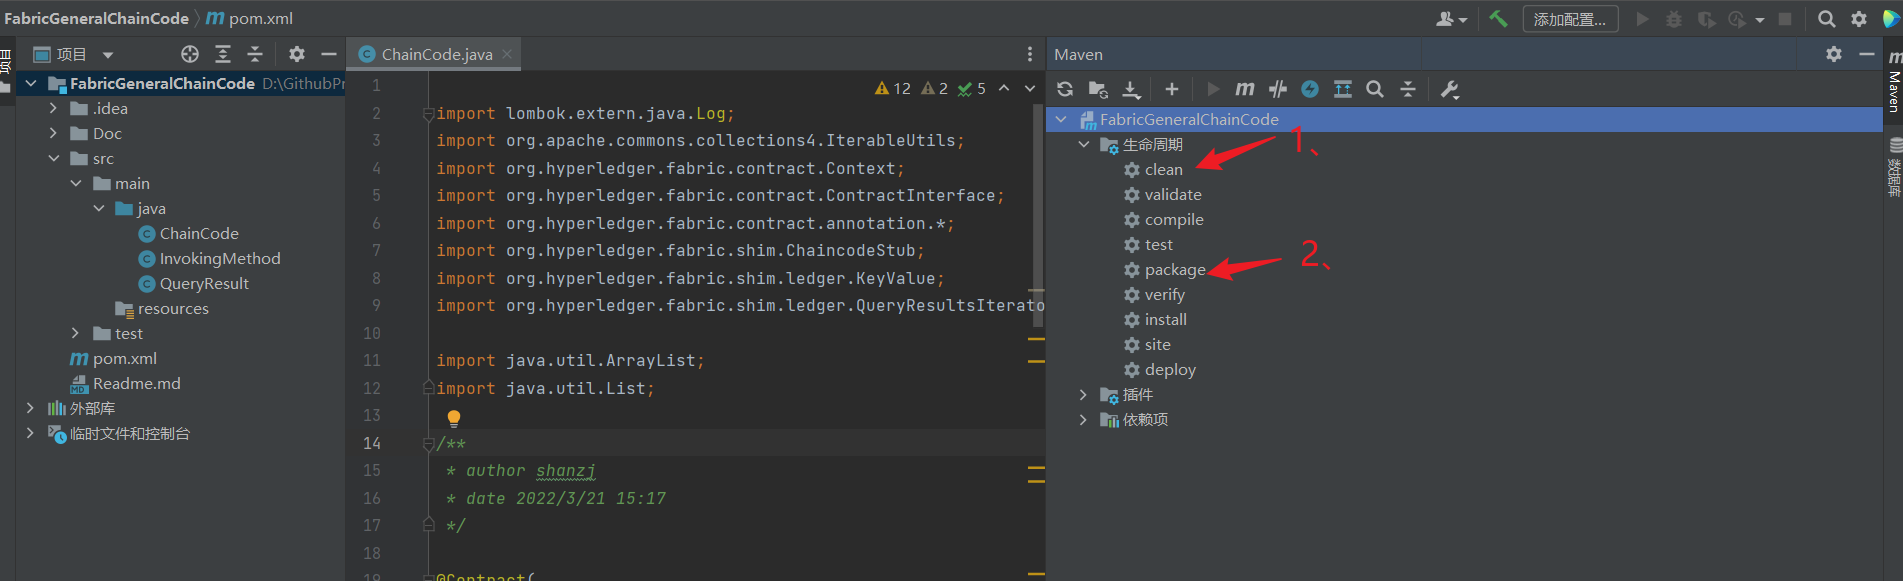 FabricGeneralChainCode
pom.xml
添加配置...
项目
FabricGeneralChainCode D:\GithubPr
.idea
Doc
src
main
java
ChainCode
InvokingMethod
QueryResult
resources
test
pom.xml
Readme.md
外部库
临时文件和控制台
ChainCode.java
12 2 5
1
2 import lombok.extern.java.Log;
3 import org.apache.commons.collections4.IterableUtils;
4 import org.hyperledger.fabric.contract.Context;
5 import org.hyperledger.fabric.contract.ContractInterface;
6 import org.hyperledger.fabric.contract.annotation.*;
7 import org.hyperledger.fabric.shim.ChaincodeStub;
8 import org.hyperledger.fabric.shim.ledger.KeyValue;
9 import org.hyperledger.fabric.shim.ledger.QueryResultsIterato
10
11 import java.util.ArrayList;
12 import java.util.List;
13
14 /**
15 * author shanzj
16 * date 2022/3/21 15:17
17 */
18
19 @Contract(
Maven
FabricGeneralChainCode
生命周期
1、
clean
validate
compile
test
package
2、
verify
install
site
deploy
插件
依赖项
Maven
数据库